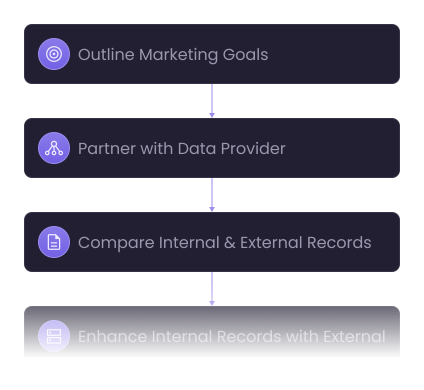 Outline Marketing Goals
Partner with Data Provider
Compare Internal & External Records
Enhance Internal Records with External